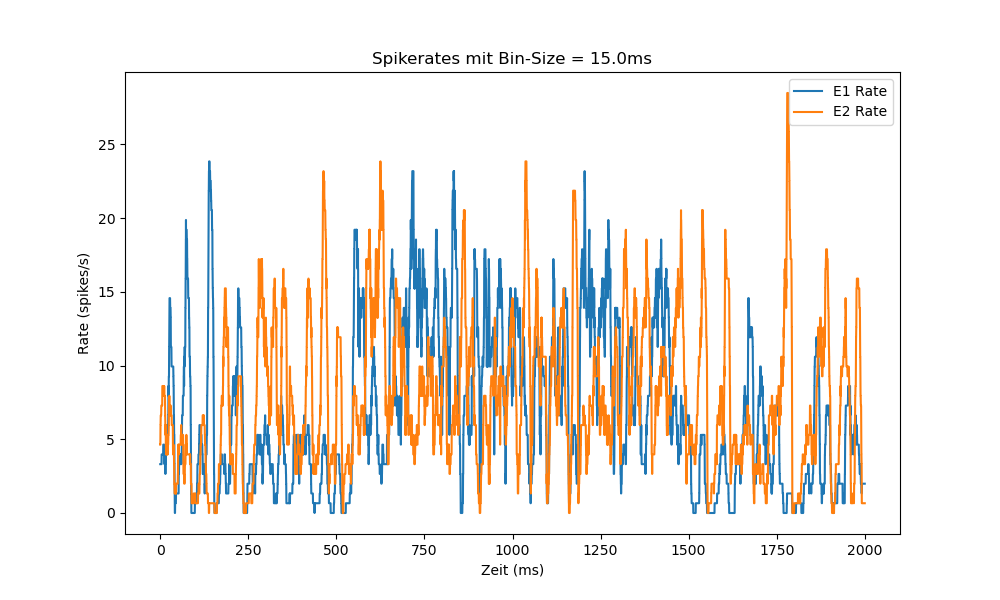 Spikerates mit Bin-Size = 15.0ms
E1 Rate
E2 Rate
Rate (spikes/s)
25
20
15
10
5
0
0 250 500 750 1000 1250 1500 1750 2000
Zeit (ms)